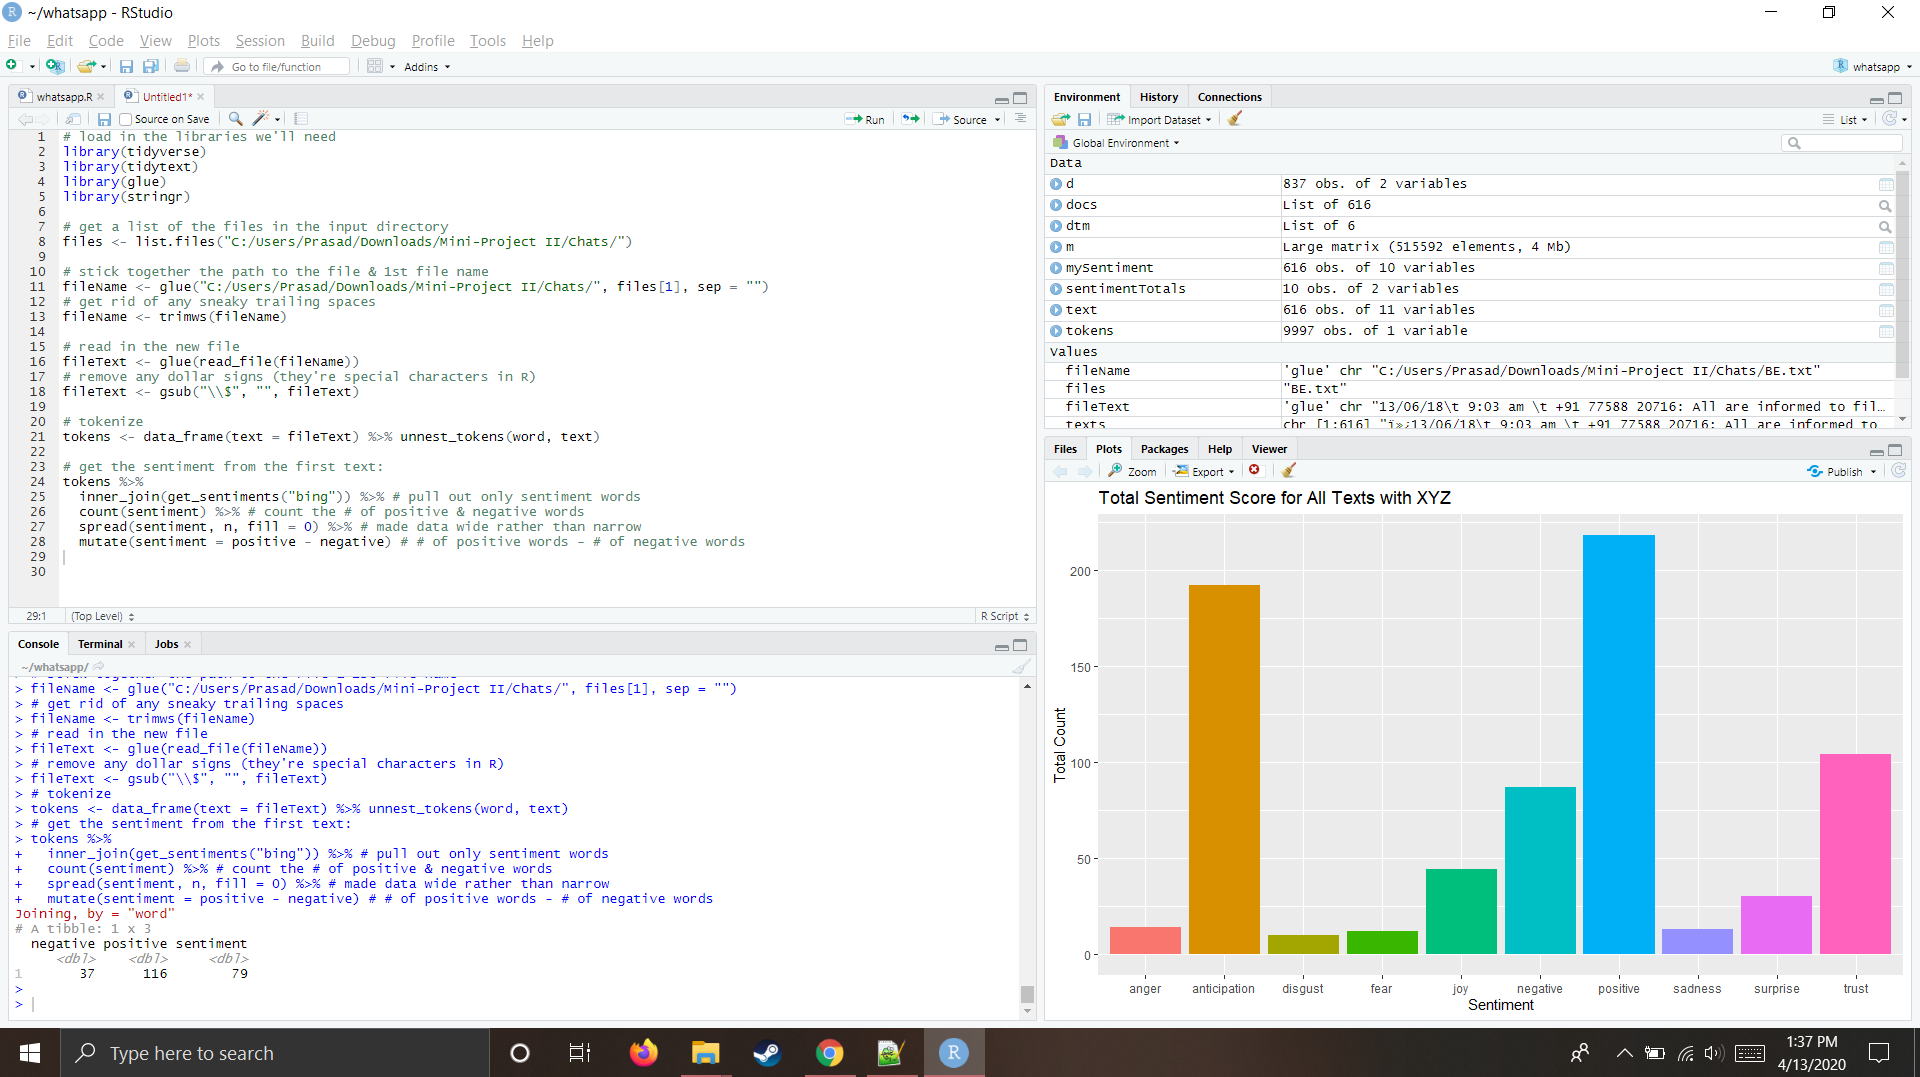 ~/whatsapp - RStudio
File Edit Code View Plots Session Build Debug Profile Tools Help
Go to file/function Addins whatsapp
whatsapp.R Untitled1*
Source on Save Run Source
1 # load in the libraries we'll need
2 library(tidyverse)
3 library(tidytext)
4 library(glue)
5 library(stringr)
6
7 # get a list of the files in the input directory
8 files <- list.files("C:/Users/Prasad/Downloads/Mini-Project II/Chats/")
9
10 # stick together the path to the file & 1st file name
11 fileName <- glue("C:/Users/Prasad/Downloads/Mini-Project II/Chats/", files[1], sep = "")
12 # get rid of any sneaky trailing spaces
13 fileName <- trimws(fileName)
14
15 # read in the new file
16 fileText <- glue(read_file(fileName))
17 # remove any dollar signs (they're special characters in R)
18 fileText <- gsub("\\$", "", fileText)
19
20 # tokenize
21 tokens <- data_frame(text = fileText) %>% unnest_tokens(word, text)
22
23 # get the sentiment from the first text:
24 tokens %>%
25 inner_join(get_sentiments("bing")) %>% # pull out only sentiment words
26 count(sentiment) %>% # count the # of positive & negative words
27 spread(sentiment, n, fill = 0) %>% # made data wide rather than narrow
28 mutate(sentiment = positive - negative) # # of positive words - # of negative words
29
30
29:1 (Top Level) R Script
Console Terminal Jobs
~/whatsapp/
> fileName <- glue("C:/Users/Prasad/Downloads/Mini-Project II/Chats/", files[1], sep = "")
> # get rid of any sneaky trailing spaces
> fileName <- trimws(fileName)
> # read in the new file
> fileText <- glue(read_file(fileName))
> # remove any dollar signs (they're special characters in R)
> fileText <- gsub("\\$", "", fileText)
> # tokenize
> tokens <- data_frame(text = fileText) %>% unnest_tokens(word, text)
> # get the sentiment from the first text:
> tokens %>%
+ inner_join(get_sentiments("bing")) %>% # pull out only sentiment words
+ count(sentiment) %>% # count the # of positive & negative words
+ spread(sentiment, n, fill = 0) %>% # made data wide rather than narrow
+ mutate(sentiment = positive - negative) # # of positive words - # of negative words
Joining, by = "word"
# A tibble: 1 x 3
negative positive sentiment
<dbl> <dbl> <dbl>
1 37 116 79
>
>
Environment History Connections
Import Dataset List
Global Environment
Data
d 837 obs. of 2 variables
docs List of 616
dtm List of 6
m Large matrix (515592 elements, 4 Mb)
mySentiment 616 obs. of 10 variables
sentimentTotals 10 obs. of 2 variables
text 616 obs. of 11 variables
tokens 9997 obs. of 1 variable
Values
fileName 'glue' chr "C:/Users/Prasad/Downloads/Mini-Project II/Chats/BE.txt"
files "BE.txt"
fileText 'glue' chr "13/06/18\t 9:03 am \t +91 77588 20716: All are informed to fil…
texts chr [1:616] "ï»¿13/06/18\t 9:03 am \t +91 77588 20716: All are informed to
Files Plots Packages Help Viewer
Zoom Export Publish
Total Sentiment Score for All Texts with XYZ
Total Count
200
150
100
50
0
anger anticipation disgust fear joy negative positive sadness surprise trust
Sentiment
Type here to search
1:37 PM
4/13/2020